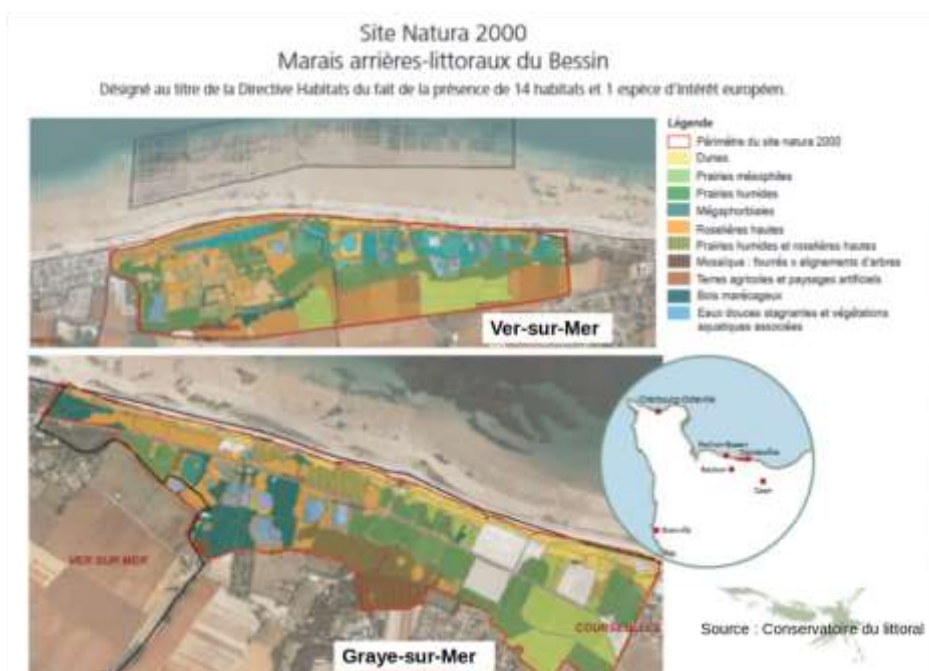 Site Natura 2000
Marais arrières-littoraux du Bessin
Désigné au titre de la Directive Habitats du fait de la présence de 14 habitats et 1 espèce d'intérêt européen.
Légende
Périmètre du site natura 2000
Dunes
Prairies mésophiles
Prairies humides
Mégaphorbiaies
Roselières hautes
Prairies humides et roselières hautes
Mosaïque : fourrés x alignements d'arbres
Terres agricoles et paysages artificiels
Bois marécageux
Eaux douces stagnantes et végétations
aquatiques associées
Ver-sur-Mer
Cherbourg-Octeville
Caen
VER SUR MER
COURSEULLES
Source : Conservatoire du littoral
Graye-sur-Mer